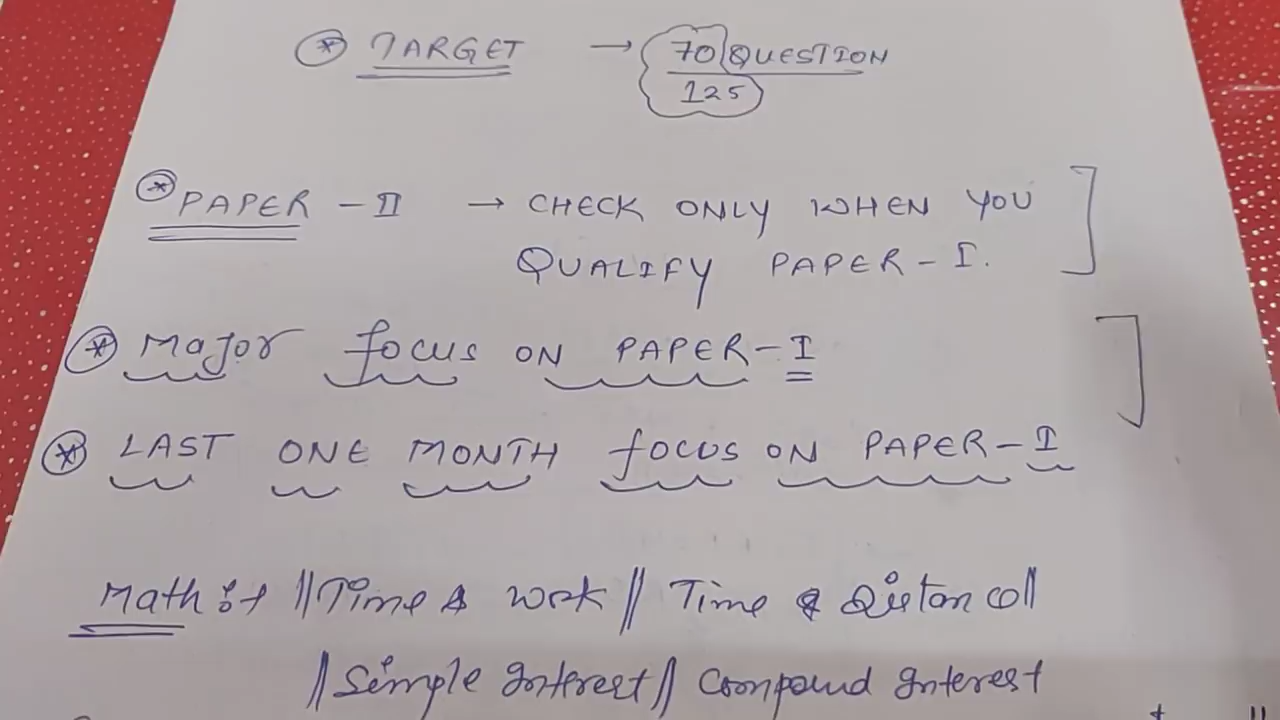 * TARGET → 70 QUESTION
125
* PAPER - II → CHECK ONLY WHEN YOU
QUALIFY PAPER - I.
* Major focus ON PAPER - I
* LAST ONE MONTH focus ON PAPER - I
Math :+ || Time & work || Time & Distance ||
|| Simple Interest || Compound Interest